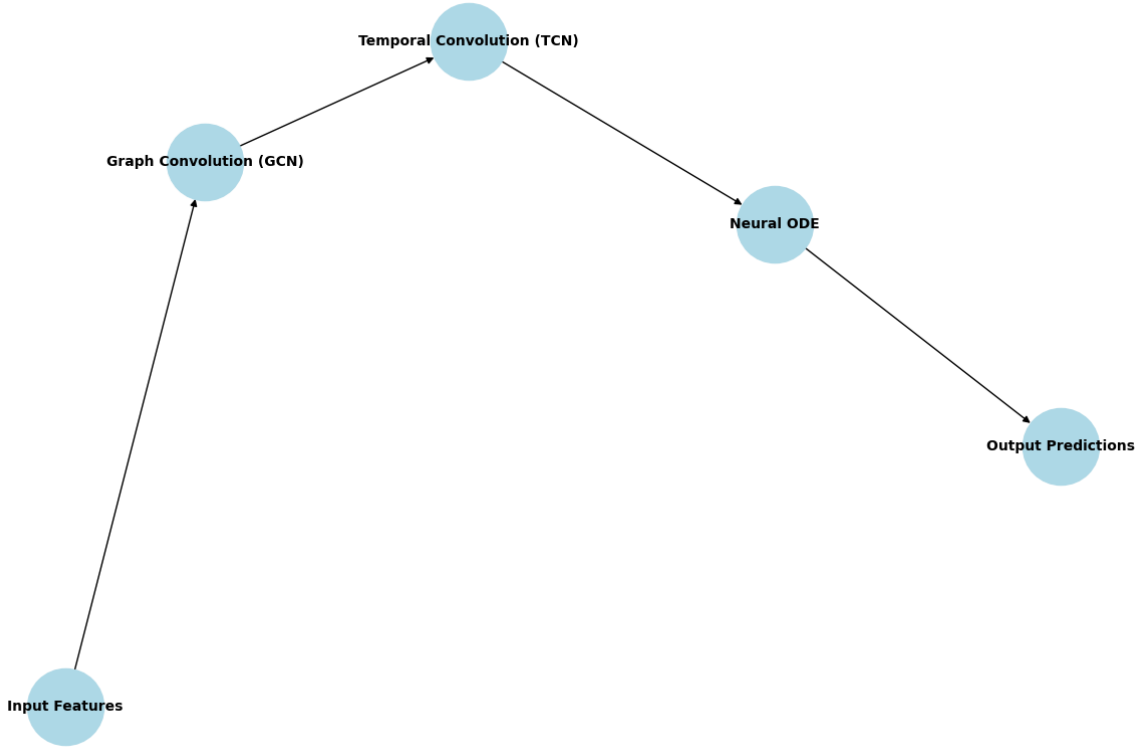 Temporal Convolution (TCN)
Graph Convolution (GCN)
Neural ODE
Output Predictions
Input Features